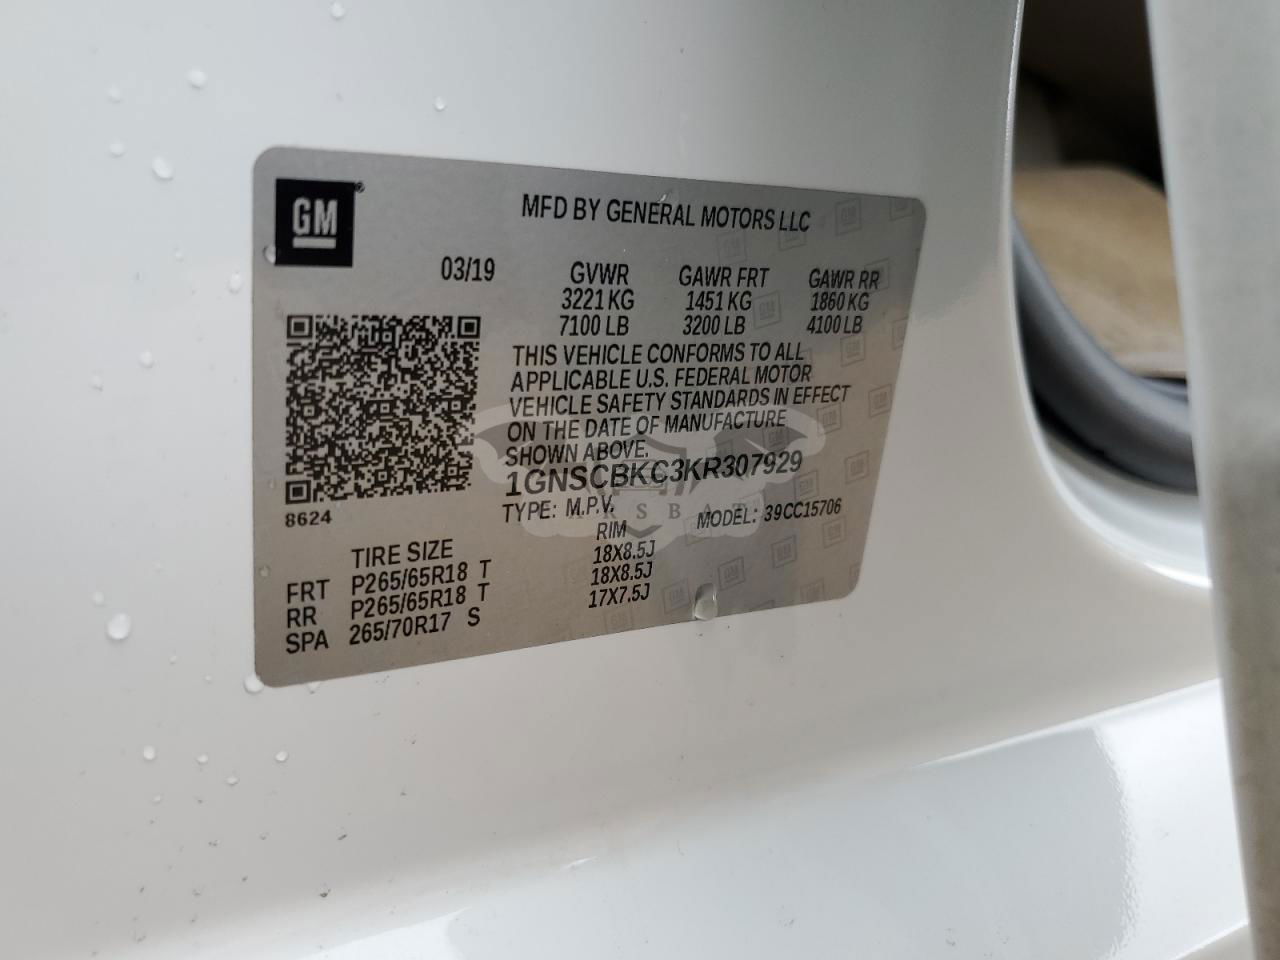 GM
MFD BY GENERAL MOTORS LLC
03/19
GVWR GAWR FRT GAWR RR
3221 KG 1451 KG 1860 KG
7100 LB 3200 LB 4100 LB
THIS VEHICLE CONFORMS TO ALL
APPLICABLE U.S. FEDERAL MOTOR
VEHICLE SAFETY STANDARDS IN EFFECT
ON THE DATE OF MANUFACTURE
SHOWN ABOVE.
1GNSCBKC3KR307929
TYPE: M.P.V. MODEL: 39CC15706
8624
TIRE SIZE RIM
FRT P265/65R18 T 18X8.5J
RR P265/65R18 T 18X8.5J
SPA 265/70R17 S 17X7.5J